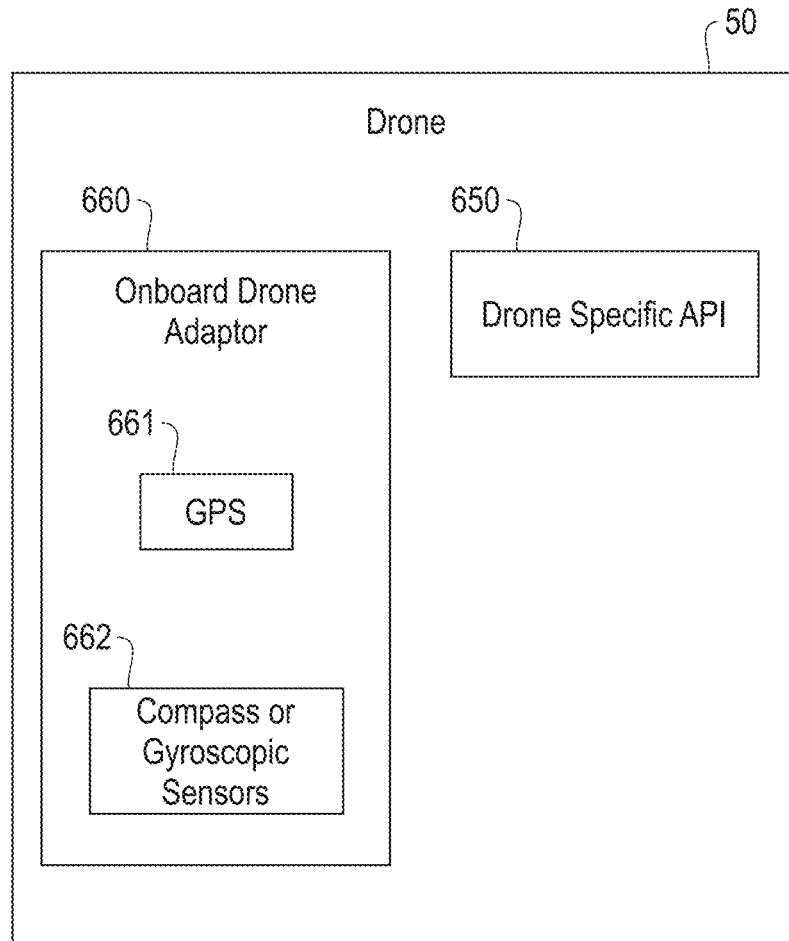 50
Drone
660
650
Onboard Drone
Adaptor
Drone Specific API
661
GPS
662
Compass or
Gyroscopic
Sensors